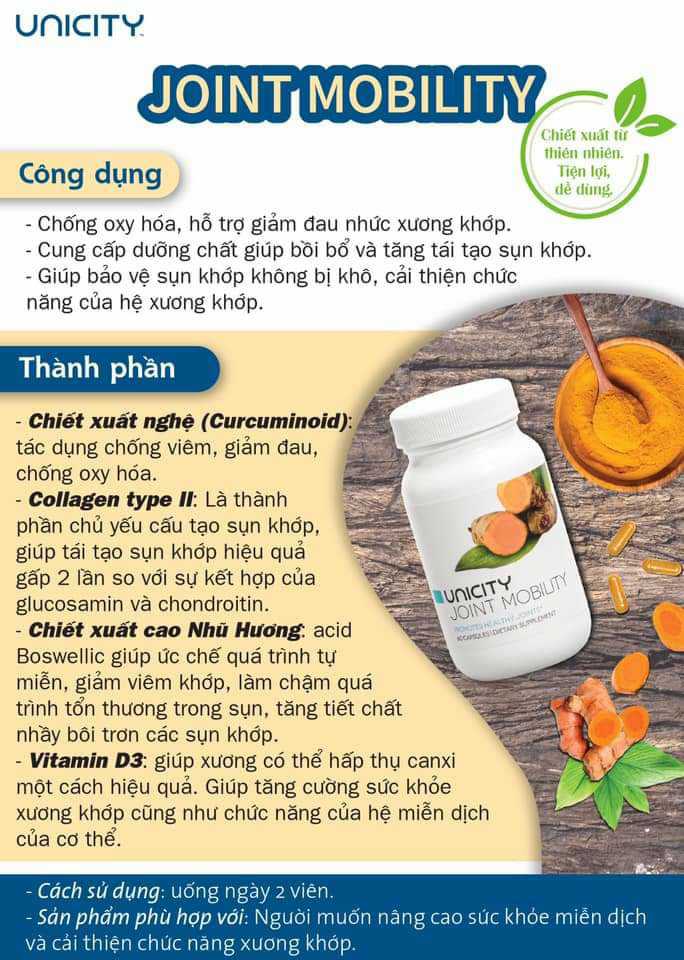 UNICITY
JOINT MOBILITY
Chiết xuất từ
thiên nhiên.
Tiện lợi,
dễ dùng.
Công dụng
- Chống oxy hóa, hỗ trợ giảm đau nhức xương khớp.
- Cung cấp dưỡng chất giúp bồi bổ và tăng tái tạo sụn khớp.
- Giúp bảo vệ sụn khớp không bị khô, cải thiện chức
năng của hệ xương khớp.
Thành phần
- Chiết xuất nghệ (Curcuminoid):
tác dụng chống viêm, giảm đau,
chống oxy hóa.
- Collagen type II: Là thành
phần chủ yếu cấu tạo sụn khớp,
giúp tái tạo sụn khớp hiệu quả
gấp 2 lần so với sự kết hợp của
glucosamin và chondroitin.
- Chiết xuất cao Nhũ Hương: acid
Boswellic giúp ức chế quá trình tự
miễn, giảm viêm khớp, làm chậm quá
trình tổn thương trong sụn, tăng tiết chất
nhầy bôi trơn các sụn khớp.
- Vitamin D3: giúp xương có thể hấp thụ canxi
một cách hiệu quả. Giúp tăng cường sức khỏe
xương khớp cũng như chức năng của hệ miễn dịch
của cơ thể.
UNICITY
JOINT MOBILITY
PROMOTES HEALTHY JOINTS*
60 CAPSULES | DIETARY SUPPLEMENT
- Cách sử dụng: uống ngày 2 viên.
- Sản phẩm phù hợp với: Người muốn nâng cao sức khỏe miễn dịch
và cải thiện chức năng xương khớp.